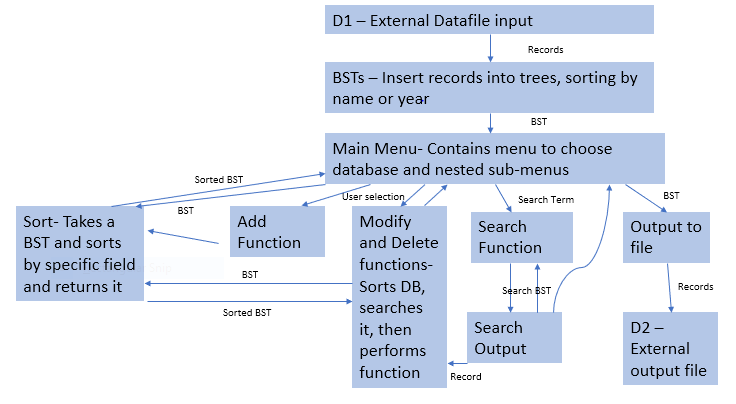 D1 – External Datafile input
Records
BSTs – Insert records into trees, sorting by
name or year
BST
Main Menu- Contains menu to choose
database and nested sub-menus
Sorted BST
BST
User selection
Search Term
BST
Sort- Takes a
BST and sorts
by specific field
and returns it
Add
Function
Modify
and Delete
functions-
Sorts DB,
searches
it, then
performs
function
Search
Function
Output to
file
BST
Sorted BST
Search BST
Records
Search
Output
Record
D2 –
External
output file